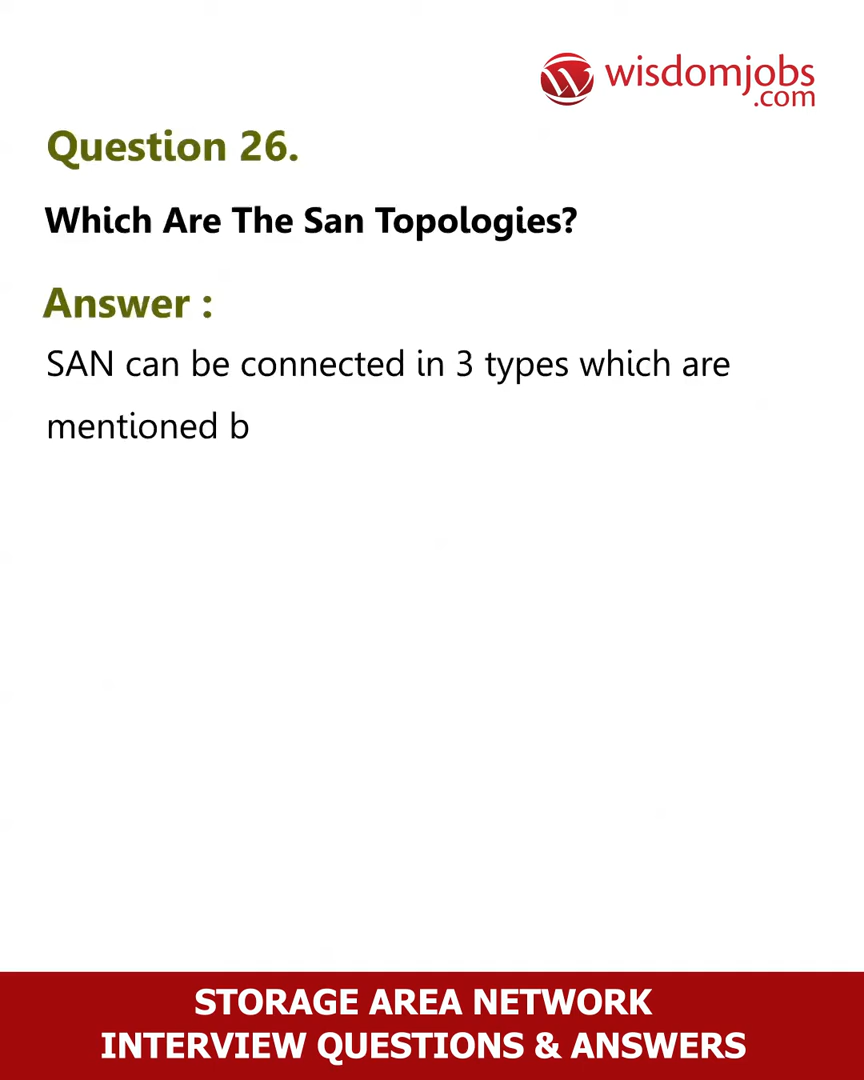 wisdomjobs
.com
Question 26.
Which Are The San Topologies?
Answer :
SAN can be connected in 3 types which are
mentioned b
STORAGE AREA NETWORK
INTERVIEW QUESTIONS & ANSWERS